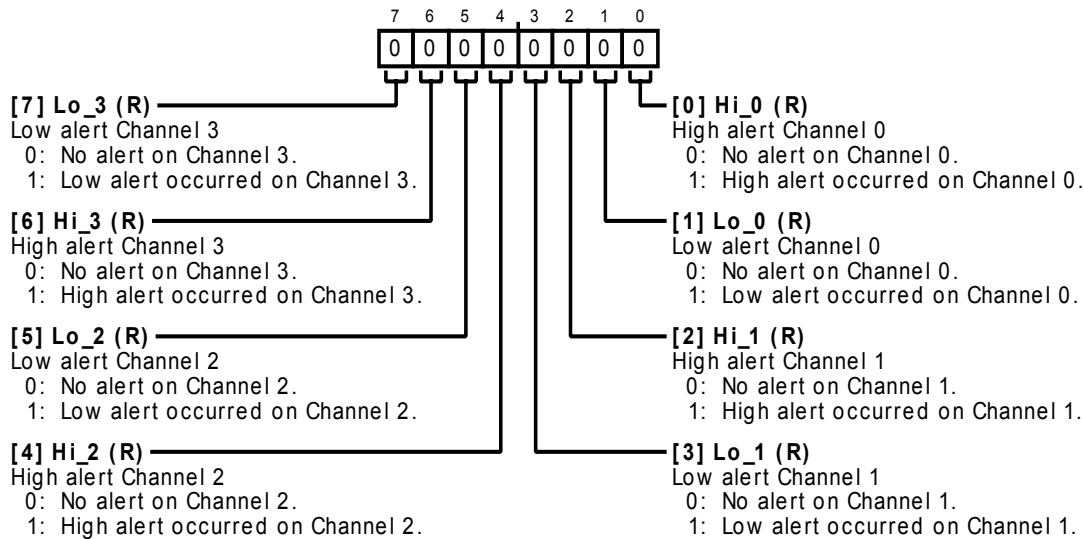 7 6 5 4 3 2 1 0
0 0 0 0 0 0 0 0
[7] Lo_3 (R)
Low alert Channel 3
0: No alert on Channel 3.
1: Low alert occurred on Channel 3.
[6] Hi_3 (R)
High alert Channel 3
0: No alert on Channel 3.
1: High alert occurred on Channel 3.
[5] Lo_2 (R)
Low alert Channel 2
0: No alert on Channel 2.
1: Low alert occurred on Channel 2.
[4] Hi_2 (R)
High alert Channel 2
0: No alert on Channel 2.
1: High alert occurred on Channel 2.
[0] Hi_0 (R)
High alert Channel 0
0: No alert on Channel 0.
1: High alert occurred on Channel 0.
[1] Lo_0 (R)
Low alert Channel 0
0: No alert on Channel 0.
1: Low alert occurred on Channel 0.
[2] Hi_1 (R)
High alert Channel 1
0: No alert on Channel 1.
1: High alert occurred on Channel 1.
[3] Lo_1 (R)
Low alert Channel 1
0: No alert on Channel 1.
1: Low alert occurred on Channel 1.